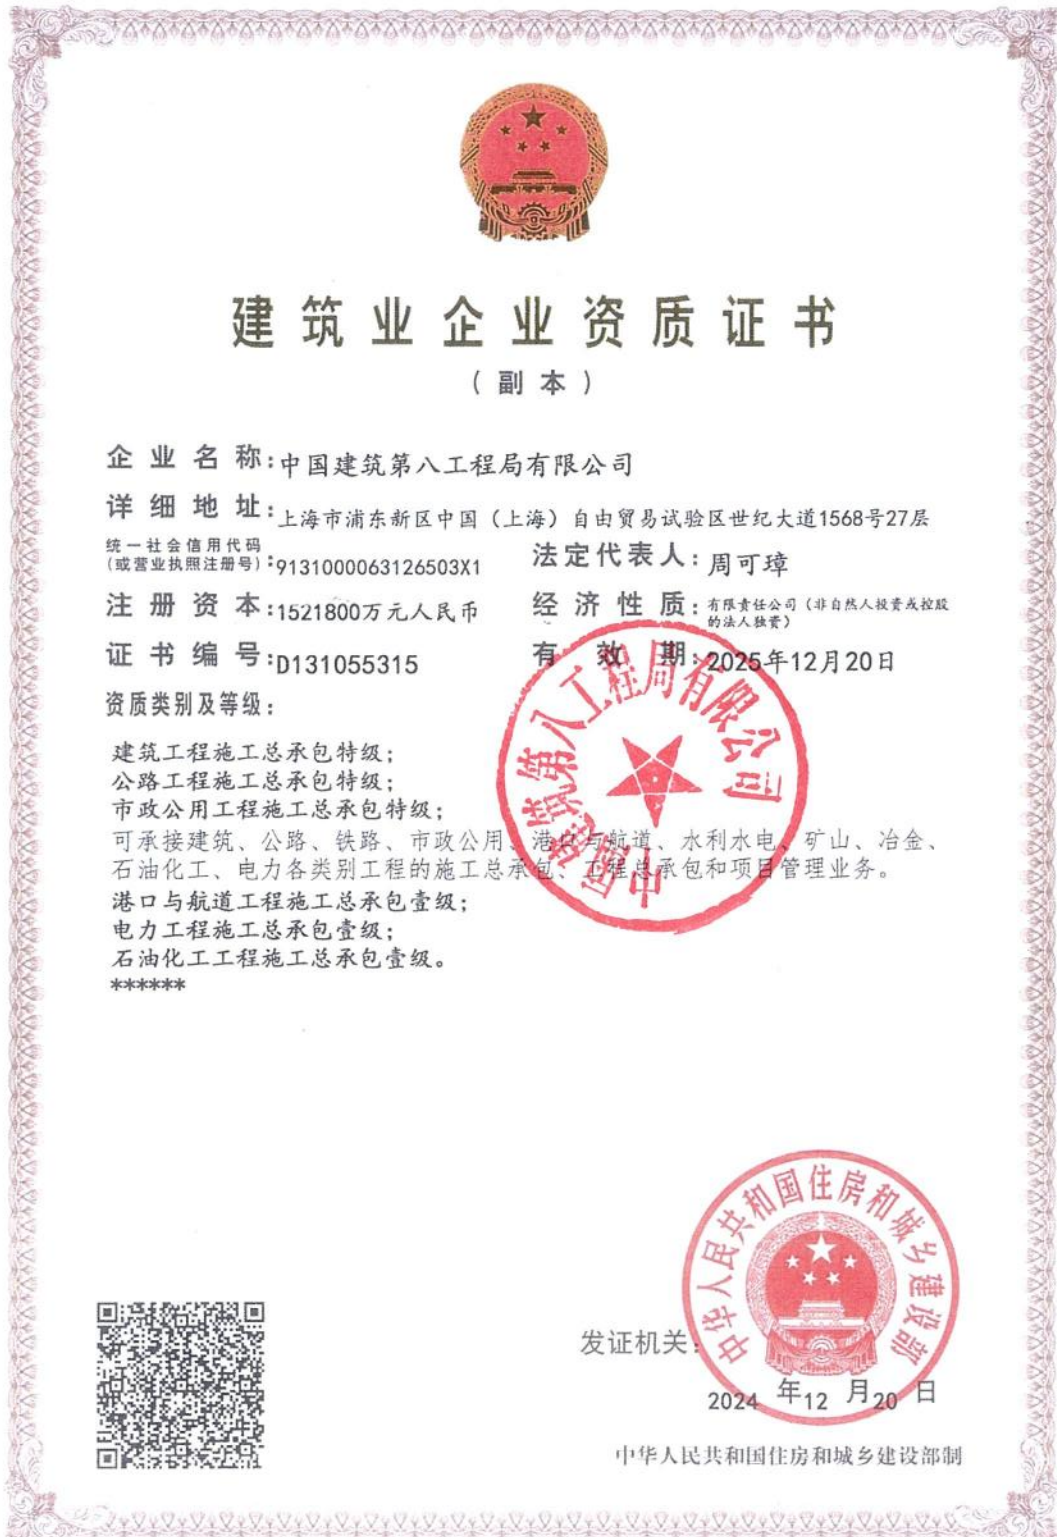 建筑业企业资质证书
（副本）
企业名称：中国建筑第八工程局有限公司
详细地址：上海市浦东新区中国（上海）自由贸易试验区世纪大道1568号27层
统一社会信用代码
（或营业执照注册号）：9131000063126503X1
法定代表人：周可璋
注册资本：1521800万元人民币
经济性质：有限责任公司（非自然人投资或控股
的法人独资）
证书编号：D131055315
有效期：2025年12月20日
资质类别及等级：
建筑工程施工总承包特级；
公路工程施工总承包特级；
市政公用工程施工总承包特级；
可承接建筑、公路、铁路、市政公用、港口与航道、水利水电、矿山、冶金、
石油化工、电力各类别工程的施工总承包、工程总承包和项目管理业务。
港口与航道工程施工总承包壹级；
电力工程施工总承包壹级；
石油化工工程施工总承包壹级。
******
中国建筑第八工程局有限公司
中华人民共和国住房和城乡建设部
发证机关：
2024年12月20日
中华人民共和国住房和城乡建设部制